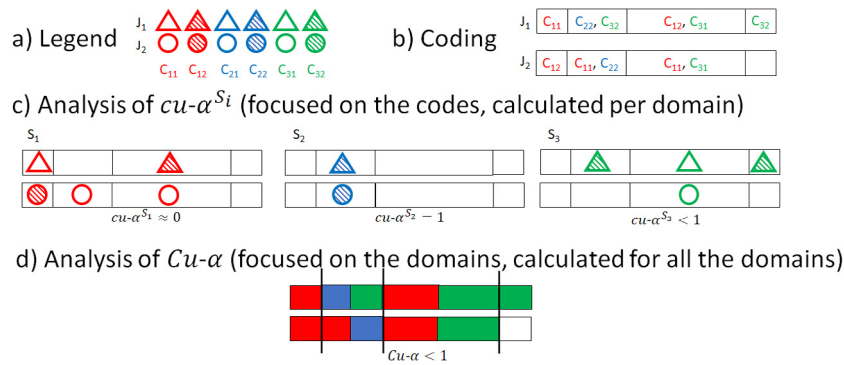 a) Legend
J1
J2
C11 C12 C21 C22 C31 C32
b) Coding
J1 C11 C22, C32 C12, C31 C32
J2 C12 C11, C22 C11, C31
c) Analysis of cu-α^Si (focused on the codes, calculated per domain)
S1
cu-α^S1 ≈ 0
S2
cu-α^S2 − 1
S3
cu-α^S3 < 1
d) Analysis of Cu-α (focused on the domains, calculated for all the domains)
Cu-α < 1